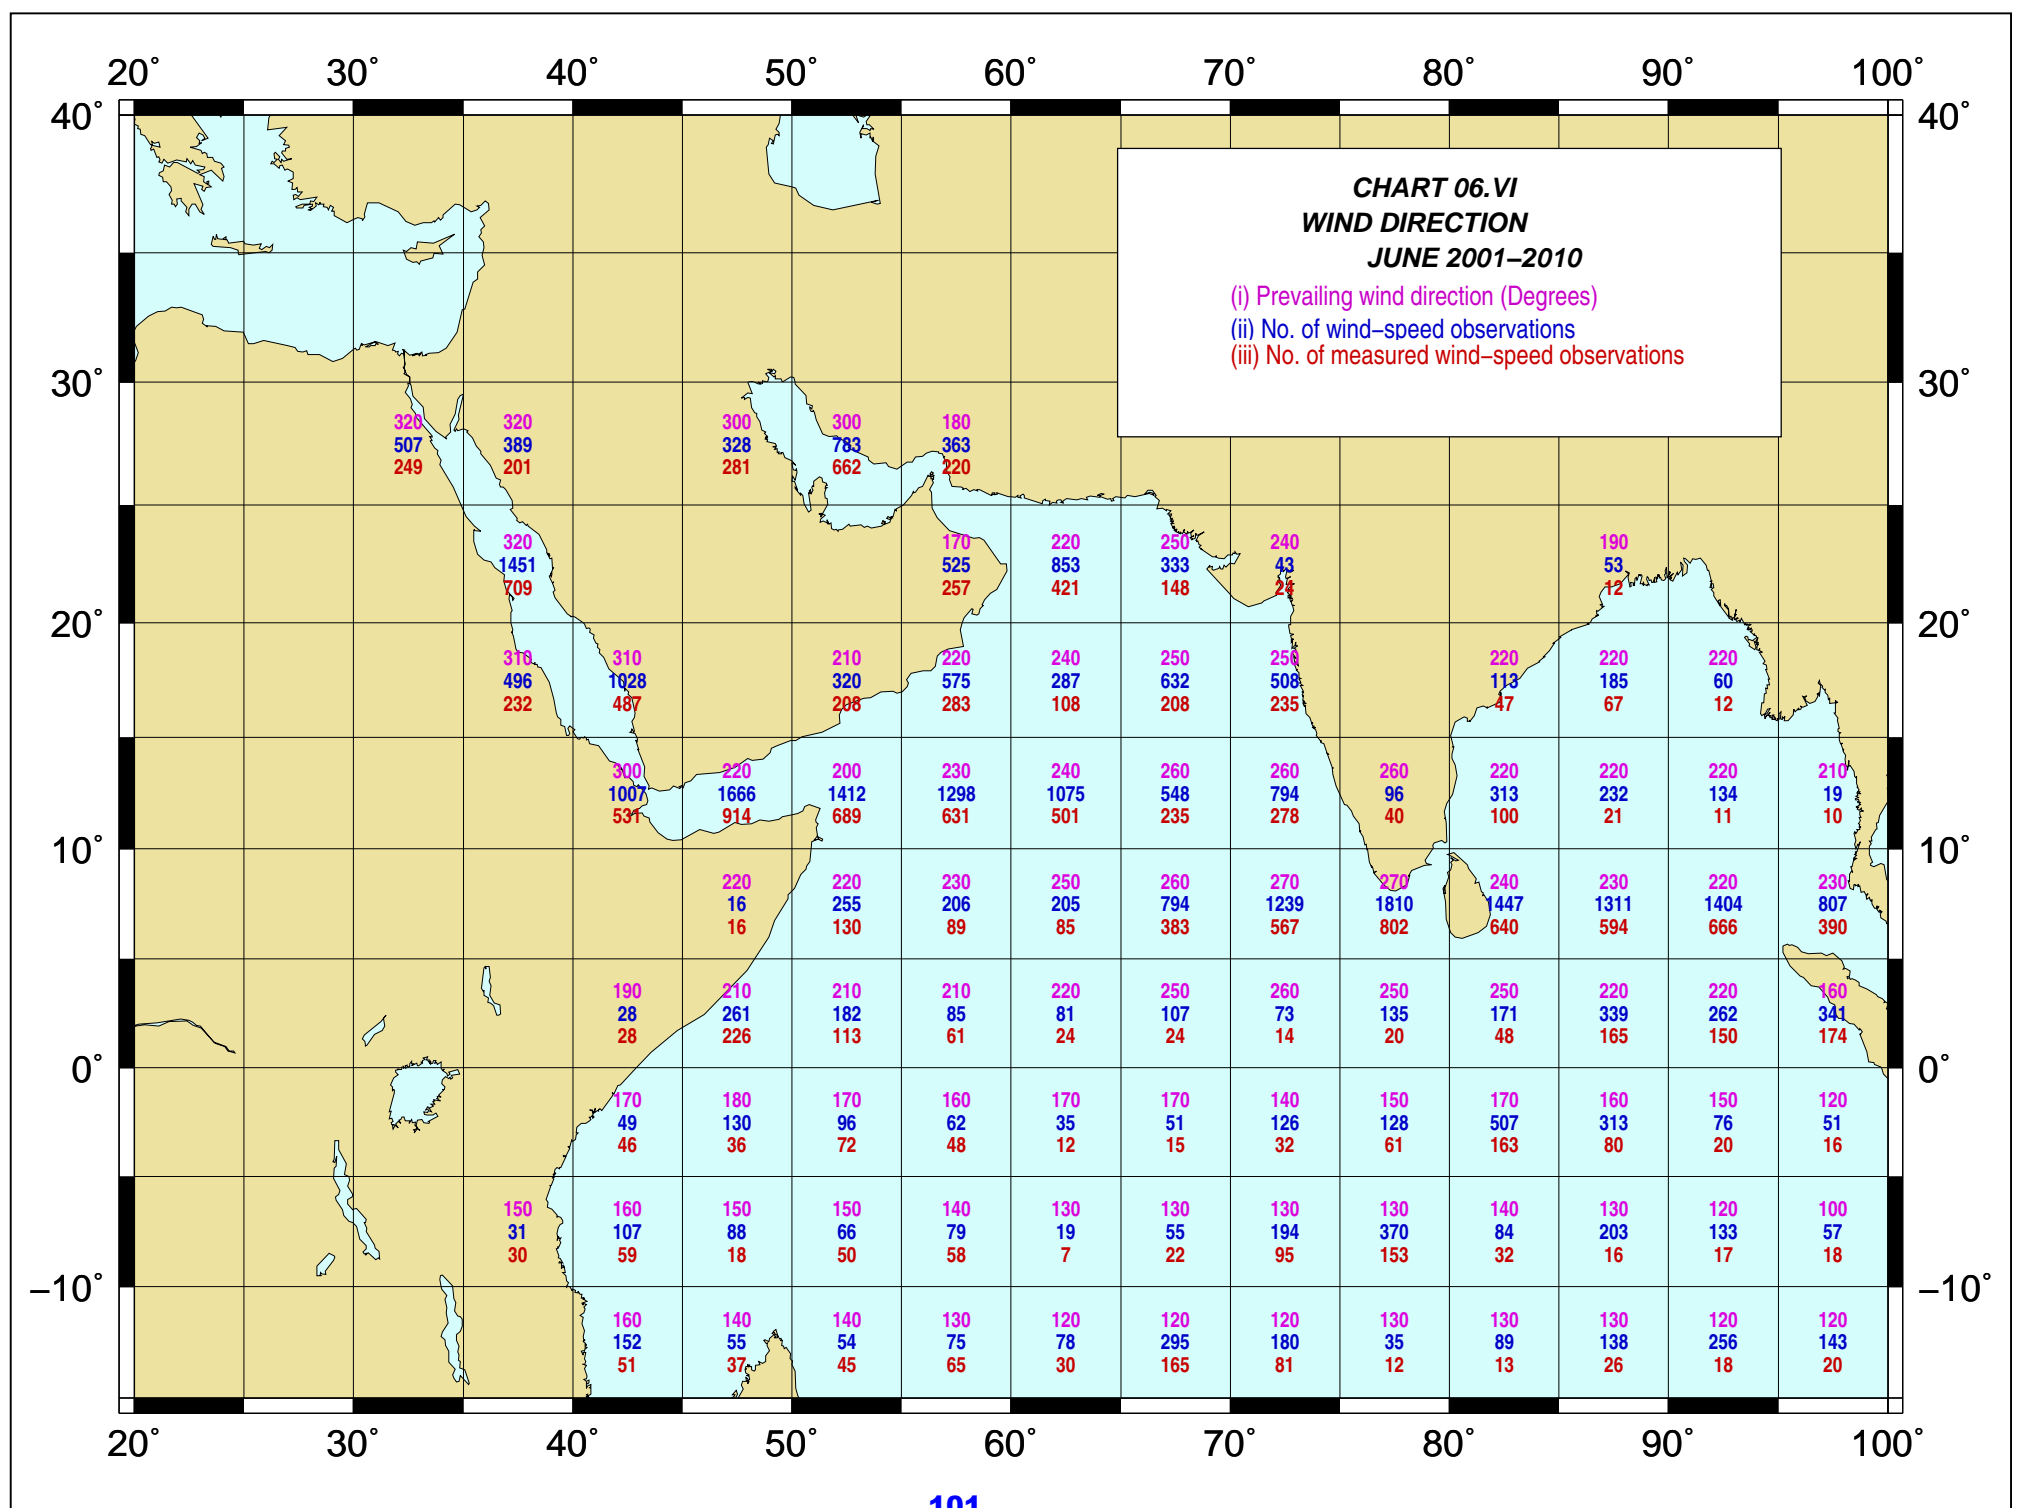 20° 30° 40° 50° 60° 70° 80° 90° 100°
40° 40°
CHART 06.VI
WIND DIRECTION
JUNE 2001–2010
(i) Prevailing wind direction (Degrees)
(ii) No. of wind–speed observations
(iii) No. of measured wind–speed observations
30° 30°
320 320 300 300 180
507 389 328 783 363
249 201 281 662 220
320 170 220 250 240 190
1451 525 853 333 43 53
709 257 421 148 24 12
20° 20°
310 310 210 220 240 250 250 220 220 220
496 1028 320 575 287 632 508 113 185 60
232 487 208 283 108 208 235 47 67 12
300 220 200 230 240 260 260 260 220 220 220 210
1007 1666 1412 1298 1075 548 794 96 313 232 134 19
531 914 689 631 501 235 278 40 100 21 11 10
10° 10°
220 220 230 250 260 270 270 240 230 220 230
16 255 206 205 794 1239 1810 1447 1311 1404 807
16 130 89 85 383 567 802 640 594 666 390
190 210 210 210 220 250 260 250 250 220 220 160
28 261 182 85 81 107 73 135 171 339 262 341
28 226 113 61 24 24 14 20 48 165 150 174
0° 0°
170 180 170 160 170 170 140 150 170 160 150 120
49 130 96 62 35 51 126 128 507 313 76 51
46 36 72 48 12 15 32 61 163 80 20 16
150 160 150 150 140 130 130 130 130 140 130 120 100
31 107 88 66 79 19 55 194 370 84 203 133 57
30 59 18 50 58 7 22 95 153 32 16 17 18
–10° –10°
160 140 140 130 120 120 120 130 130 130 120 120
152 55 54 75 78 295 180 35 89 138 256 143
51 37 45 65 30 165 81 12 13 26 18 20
20° 30° 40° 50° 60° 70° 80° 90° 100°
101